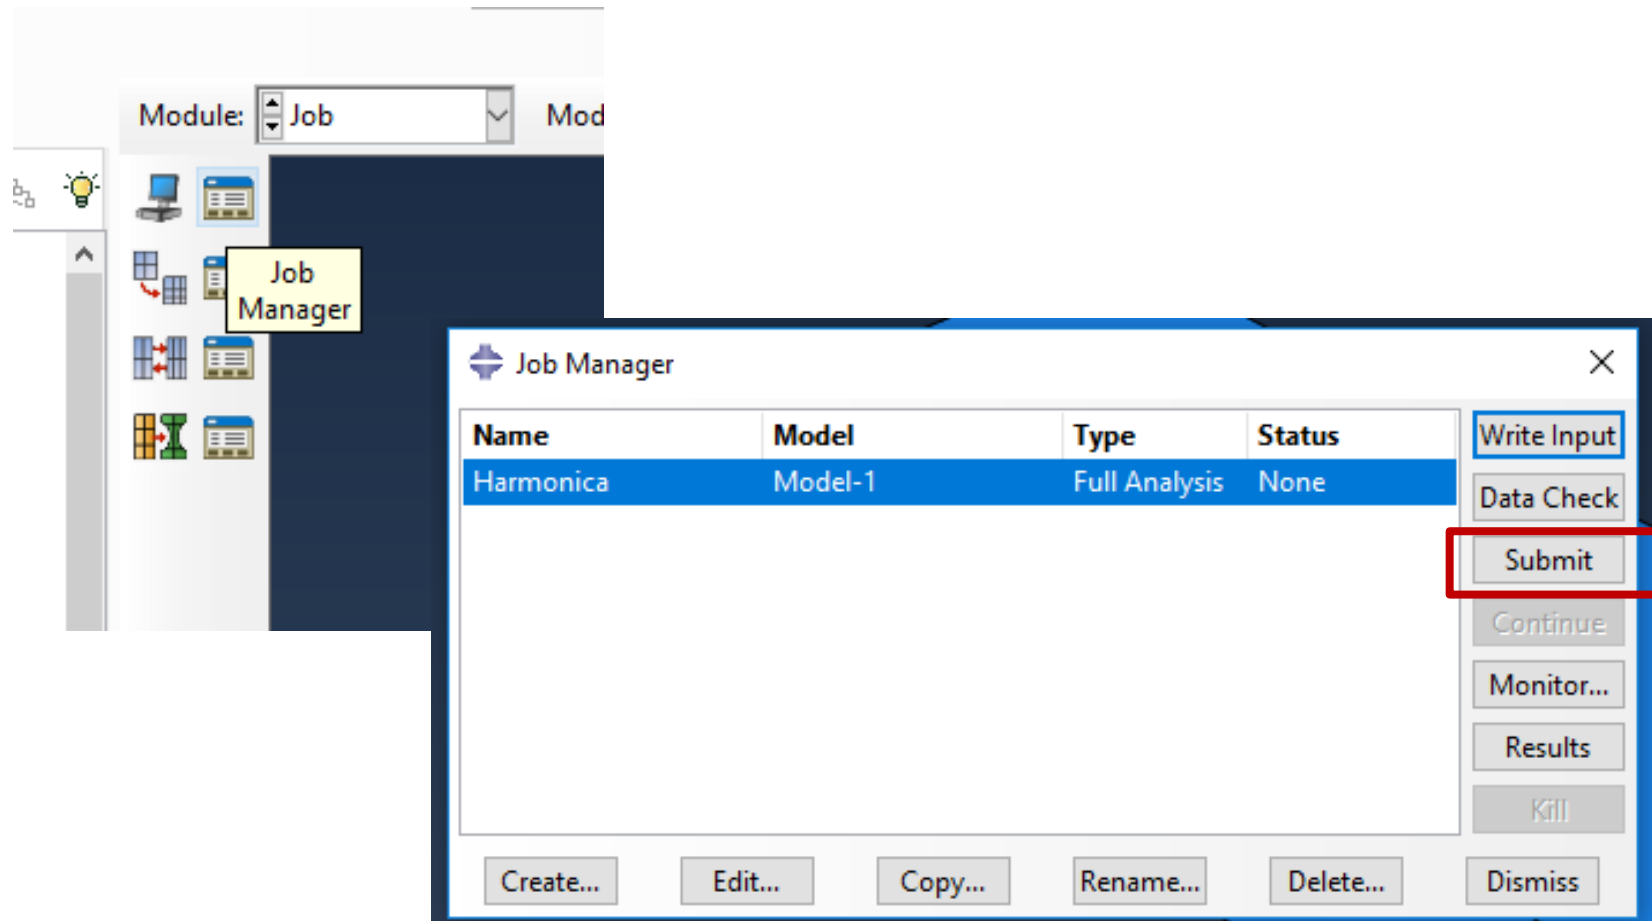 Module: Job Mod
Job
Manager
Job Manager
Name Model Type Status
Harmonica Model-1 Full Analysis None
Write Input
Data Check
Submit
Continue
Monitor...
Results
Kill
Create... Edit... Copy... Rename... Delete... Dismiss